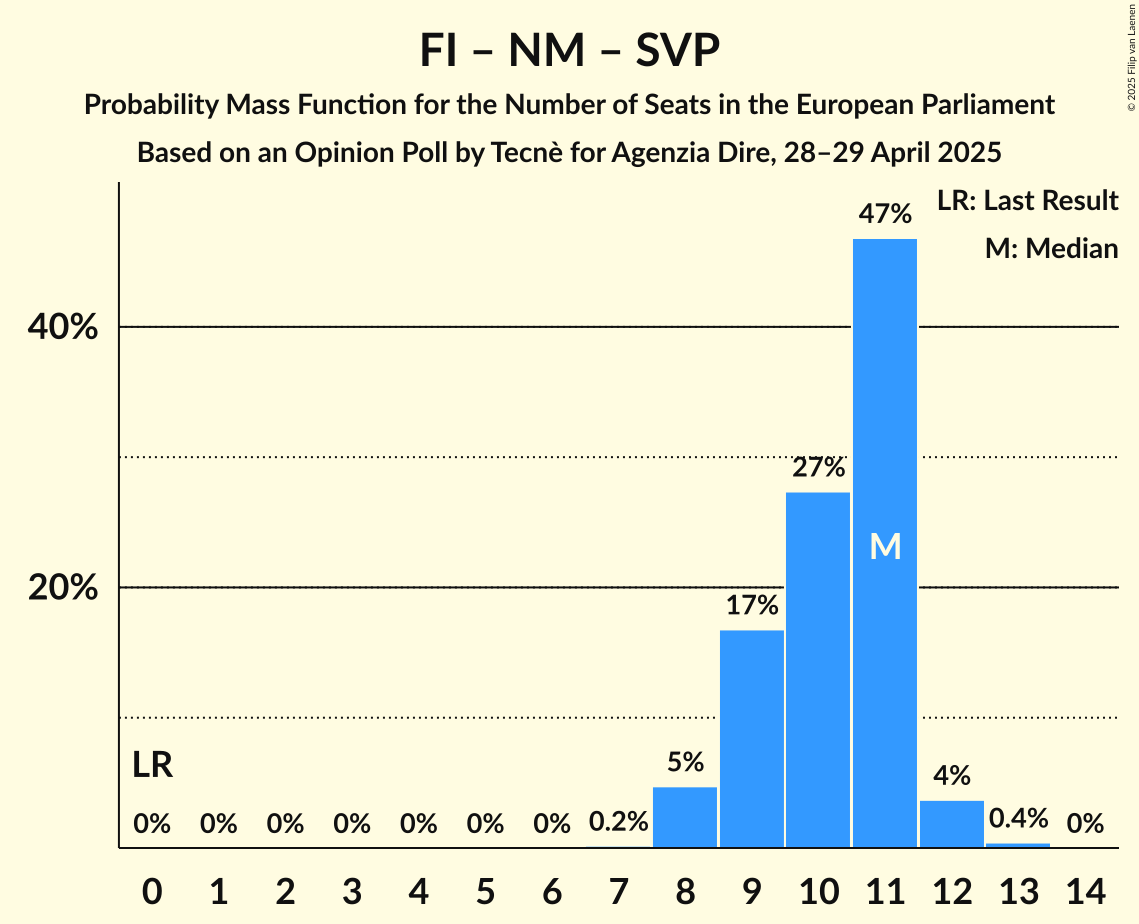 FI – NM – SVP
Probability Mass Function for the Number of Seats in the European Parliament
Based on an Opinion Poll by Tecnè for Agenzia Dire, 28–29 April 2025
© 2025 Filip van Laenen
LR: Last Result
M: Median
47%
40%
27%
M
20%
17%
LR
5%
4%
0% 0% 0% 0% 0% 0% 0% 0.2% 0.4% 0%
0 1 2 3 4 5 6 7 8 9 10 11 12 13 14